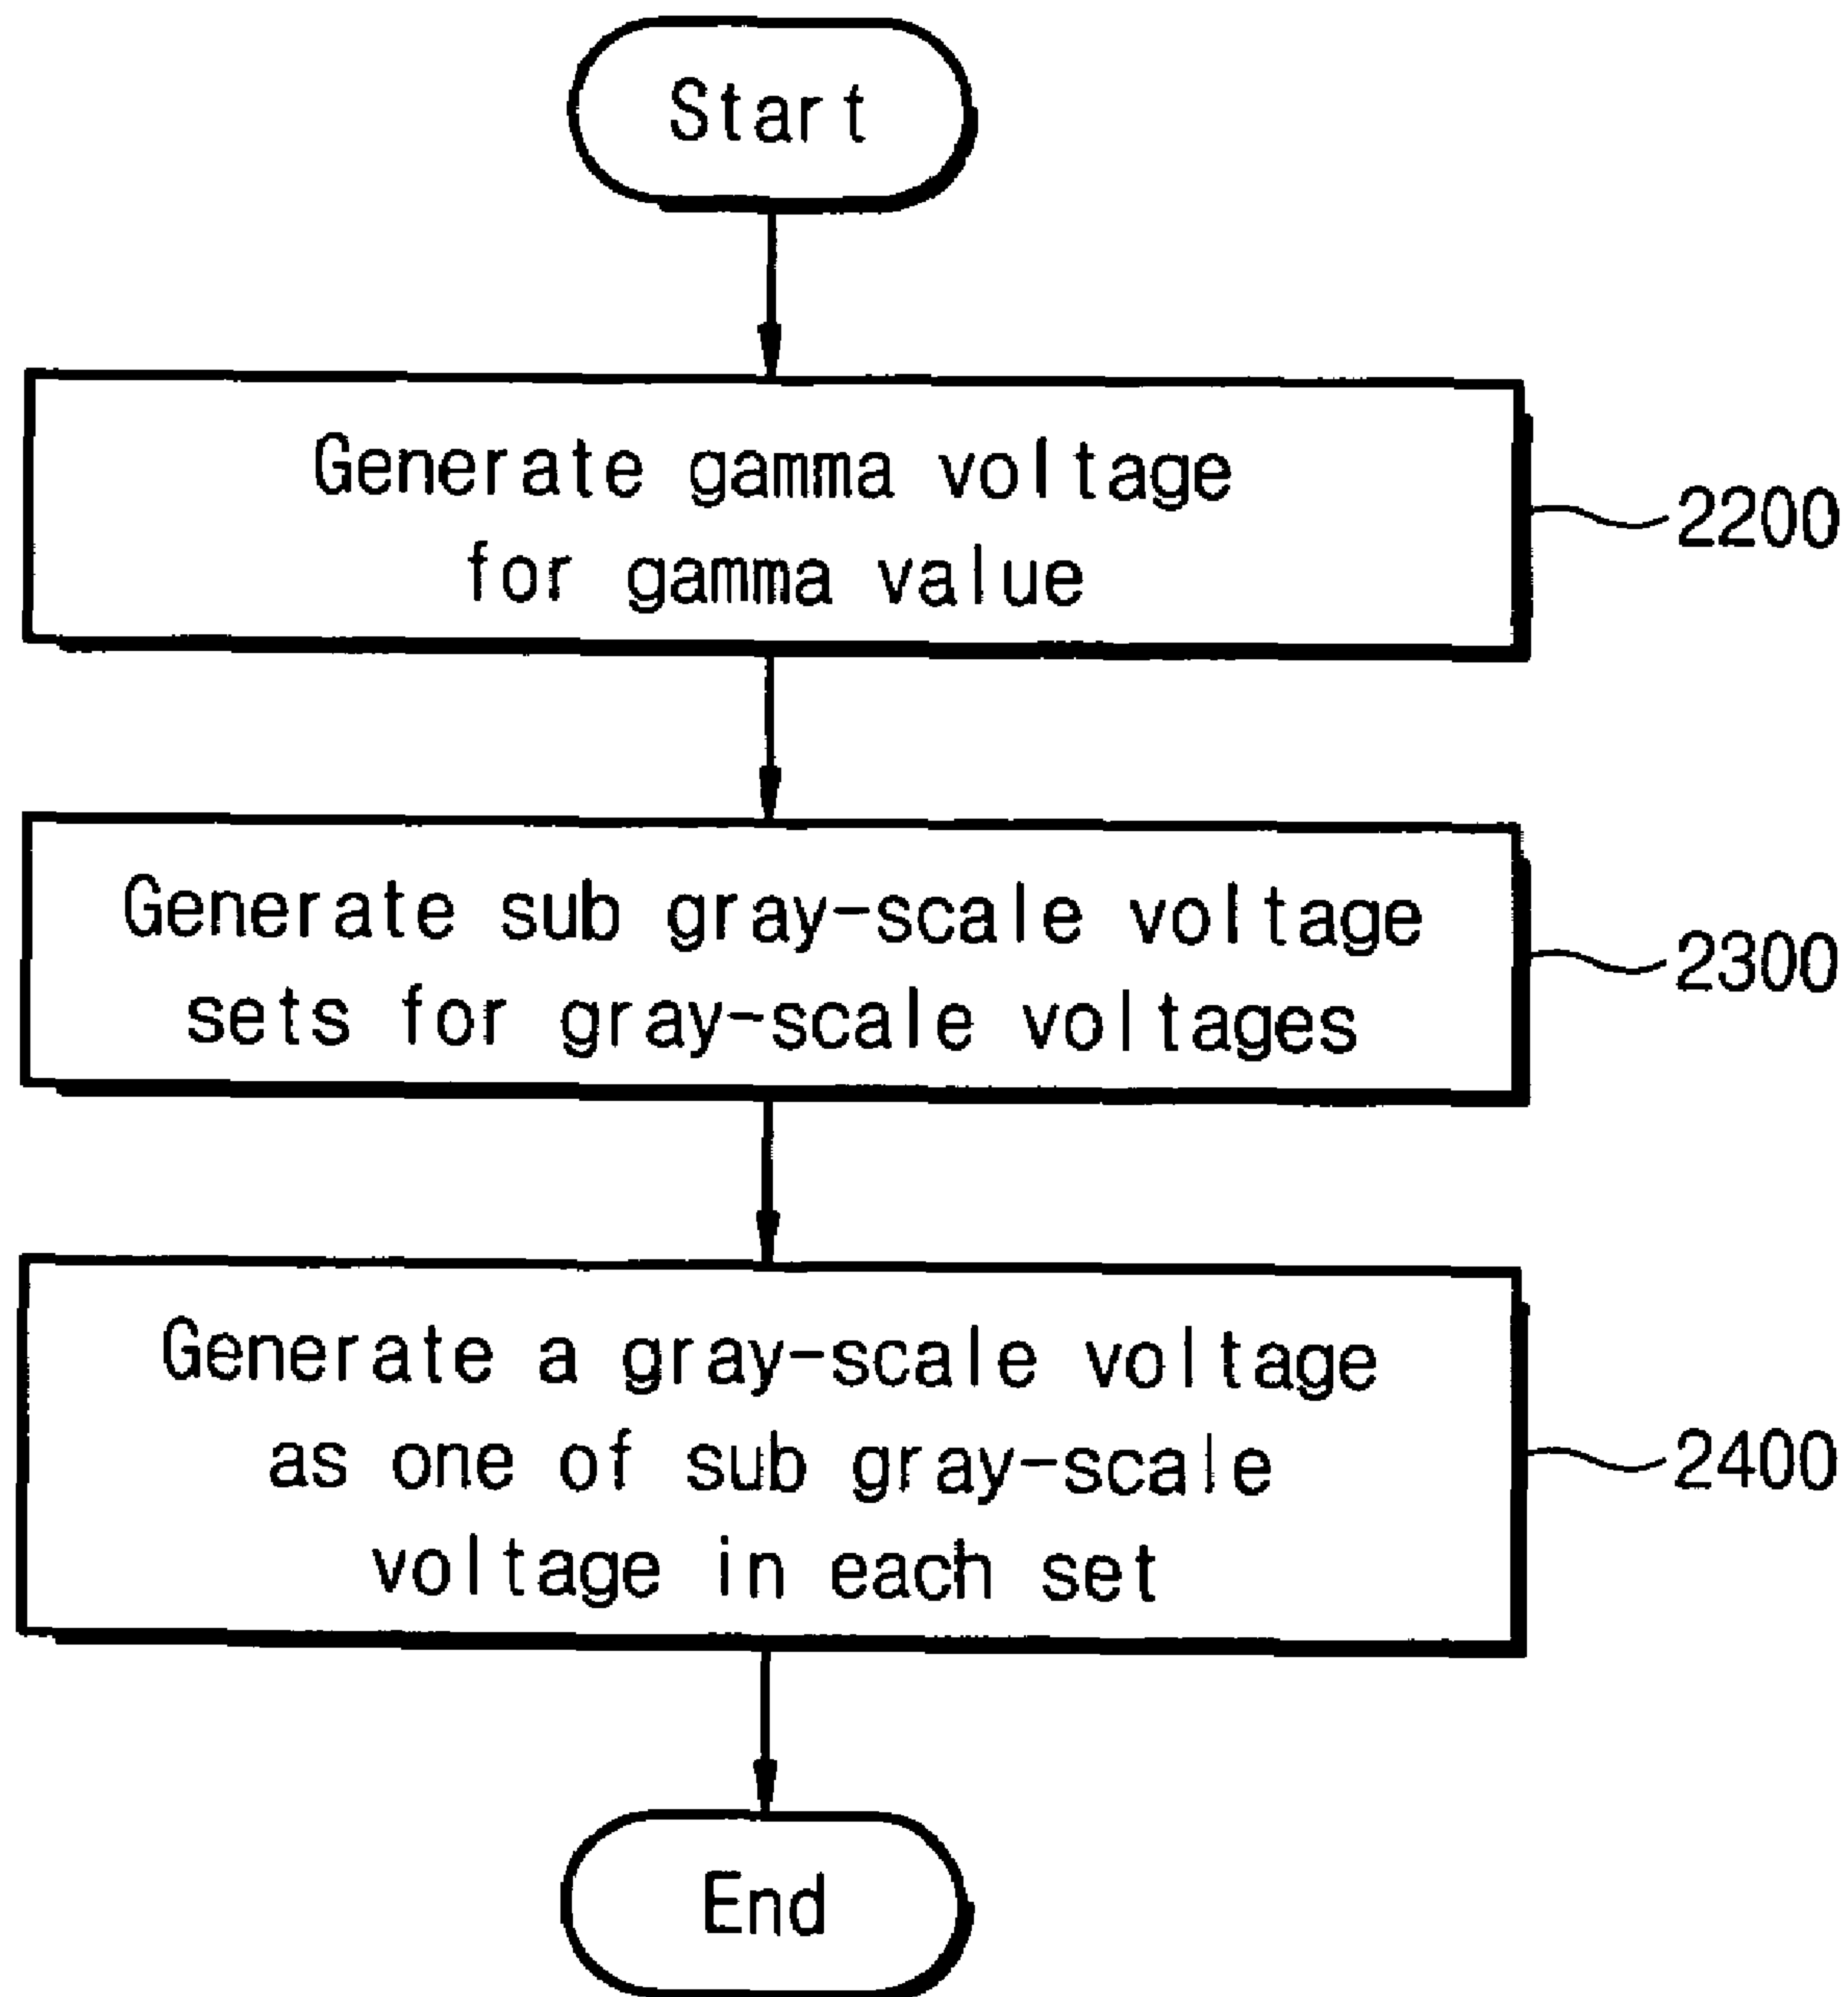 Start
Generate gamma voltage
for gamma value
2200
Generate sub gray-scale voltage
sets for gray-scale voltages
2300
Generate a gray-scale voltage
as one of sub gray-scale
voltage in each set
2400
End